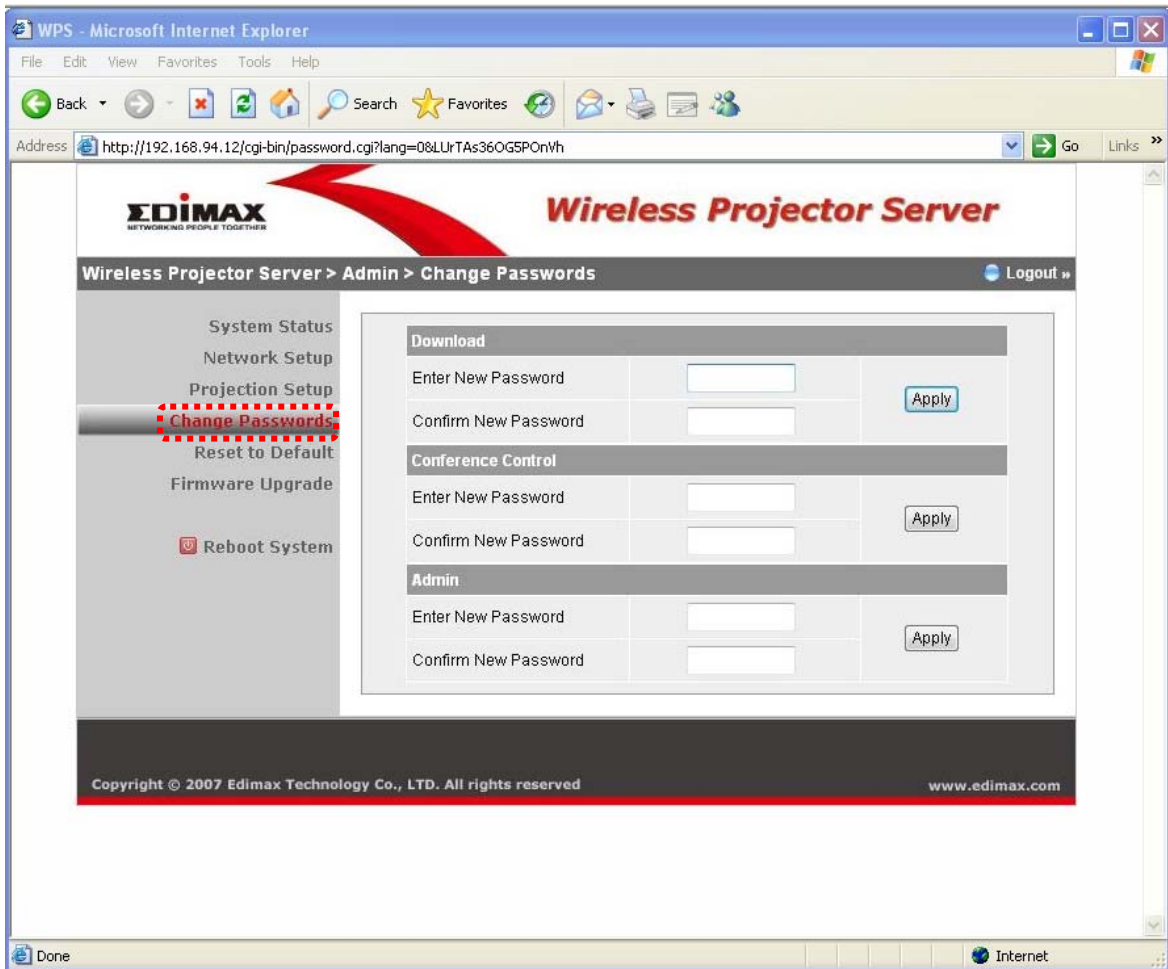 WPS - Microsoft Internet Explorer
File Edit View Favorites Tools Help
Back Search Favorites
Address http://192.168.94.12/cgi-bin/password.cgi?lang=0&LUrTAs36OG5POnVh Go Links »
EDIMAX
NETWORKING PEOPLE TOGETHER
Wireless Projector Server
Wireless Projector Server > Admin > Change Passwords Logout »
System Status
Network Setup
Projection Setup
Change Passwords
Reset to Default
Firmware Upgrade
Reboot System
Download
Enter New Password
Confirm New Password
Apply
Conference Control
Enter New Password
Confirm New Password
Apply
Admin
Enter New Password
Confirm New Password
Apply
Copyright © 2007 Edimax Technology Co., LTD. All rights reserved www.edimax.com
Done Internet